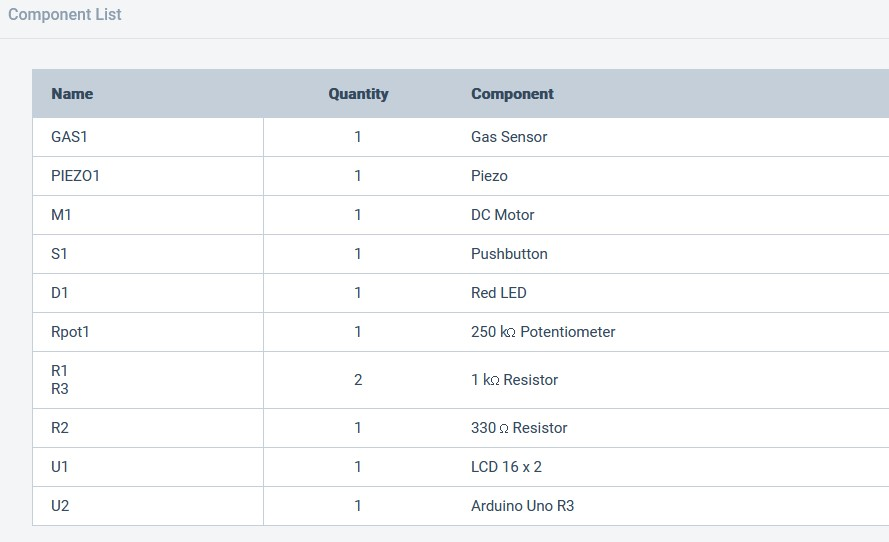 Component List
Name Quantity Component
GAS1 1 Gas Sensor
PIEZO1 1 Piezo
M1 1 DC Motor
S1 1 Pushbutton
D1 1 Red LED
Rpot1 1 250 kΩ Potentiometer
R1
R3 2 1 kΩ Resistor
R2 1 330 Ω Resistor
U1 1 LCD 16 x 2
U2 1 Arduino Uno R3